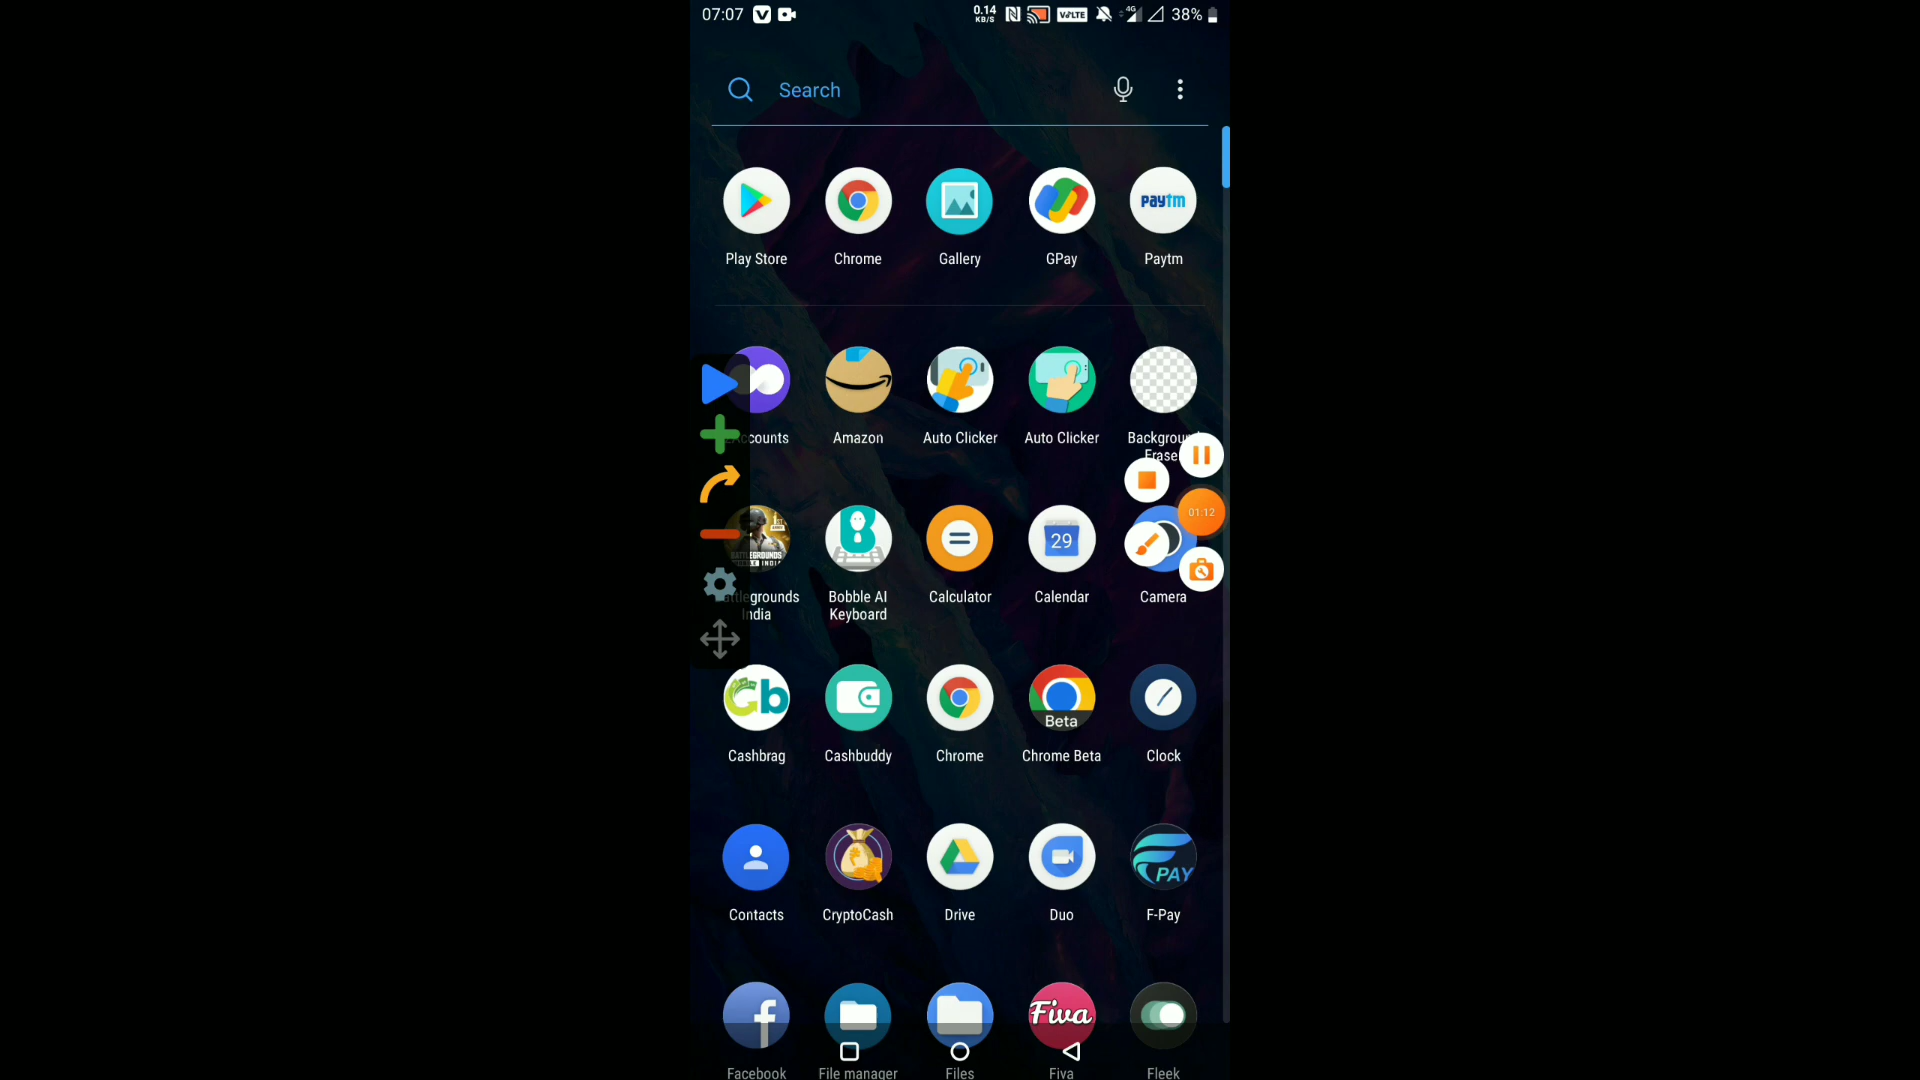 07:07
0.14
KB/S
VoLTE
4G
38%
Search
paytm
Play Store
Chrome
Gallery
GPay
Paytm
counts
Amazon
Auto Clicker
Auto Clicker
Backgrou
Erase
01:12
29
grounds
India
Bobble AI
Keyboard
Calculator
Calendar
Camera
Beta
Cashbrag
Cashbuddy
Chrome
Chrome Beta
Clock
PAY
Contacts
CryptoCash
Drive
Duo
F-Pay
Fiva
Facebook
File manager
Files
Fiva
Fleek